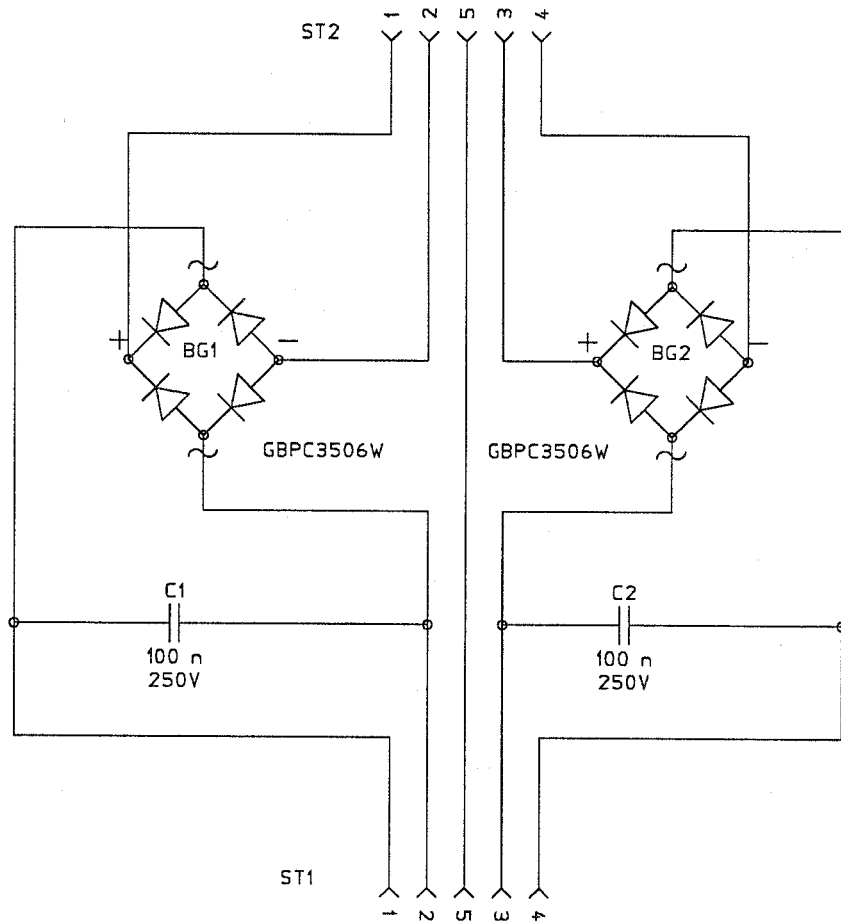 ST2 1 2 5 3 4
~ ~
+ BG1 - + BG2 -
~ ~
GBPC3506W GBPC3506W
C1 C2
100 n 100 n
250V 250V
ST1 1 2 5 3 4